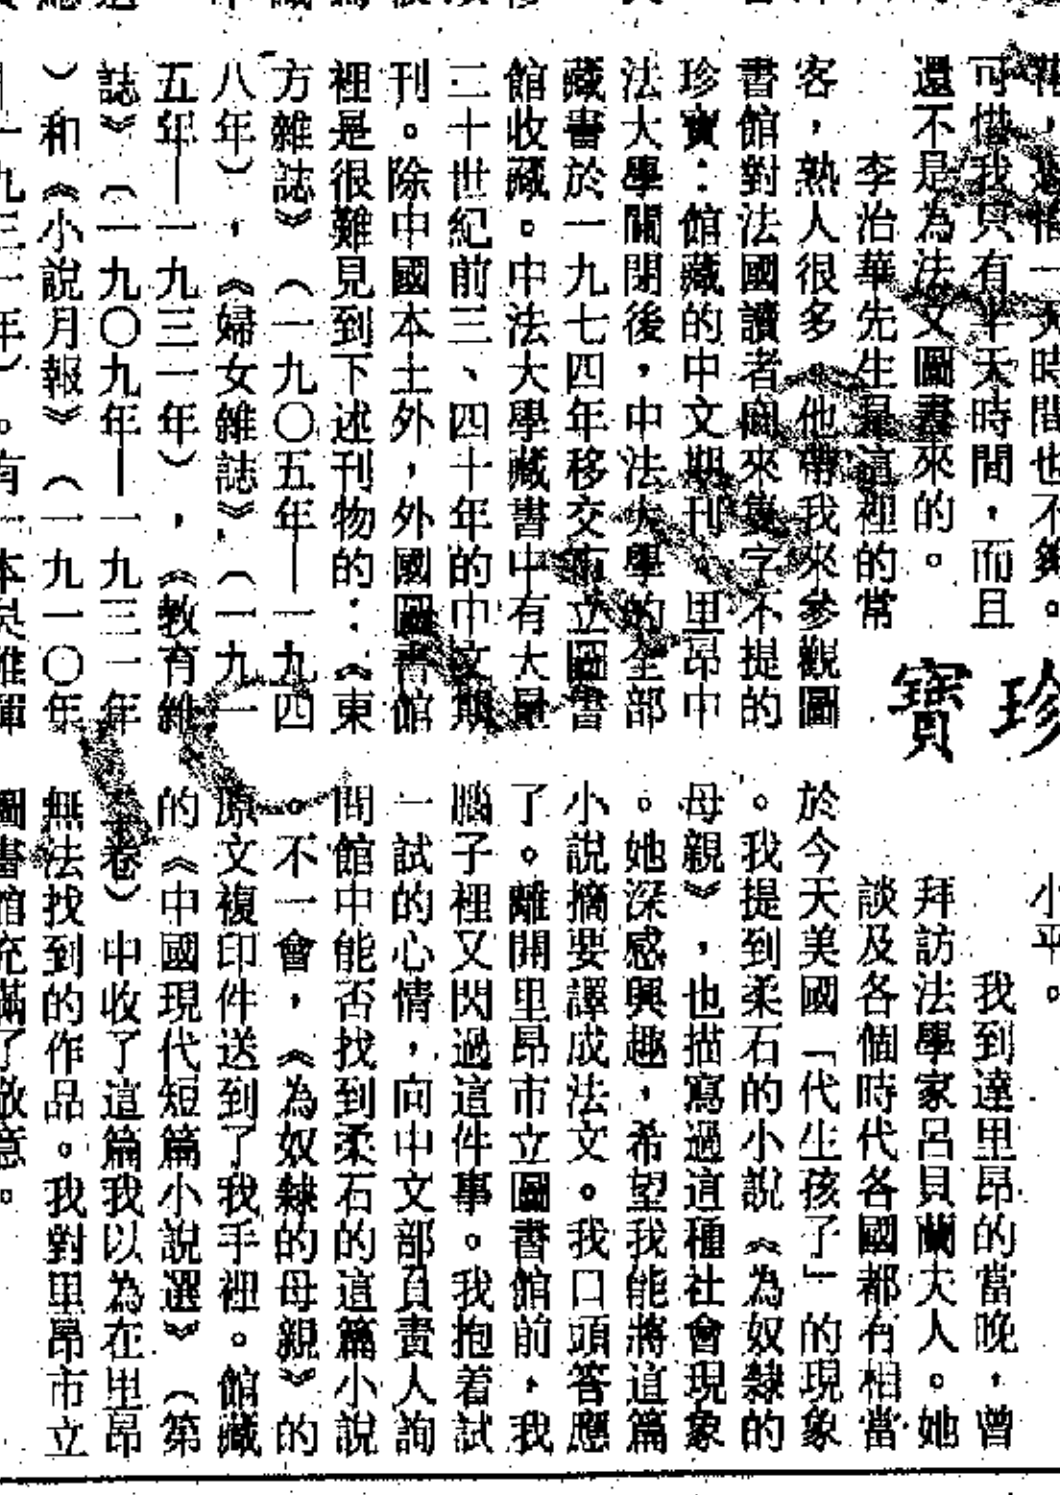 可惜我只有半天時間，而且
還不是為法文圖書來的。
李治華先生是這裡的常
客，熟人很多。他帶我來參觀圖
書館對法國讀者向來隻字不提的
珍寶：館藏的中文期刊。里昂中
法大學關閉後，中法大學的全部
藏書於一九七四年移交市立圖書
館收藏。中法大學藏書中有大量
二十世紀前三、四十年的中文期
刊。除中國本土外，外國圖書館
裡是很難見到下述刊物的：《東
方雜誌》（一九〇五年——一九四
八年），《婦女雜誌》（一九一
五年——一九三一年），《教育雜
誌》（一九〇九年——一九三一年
）和《小說月報》（一九一〇年
珍
寶
小平。
我到達里昂的當晚，曾
拜訪法學家呂貝蘭大人。她
談及各個時代各國都有相當
於今天美國「代生孩子」的現象
。我提到柔石的小說《為奴隸的
母親》，也描寫過這種社會現象
。她深感興趣，希望我能將這篇
小說摘要譯成法文。我口頭答應
了。離開里昂市立圖書館前，我
腦子裡又閃過這件事。我抱着試
一試的心情，向中文部負責人詢
問館中能否找到柔石的這篇小說
。不一會，《為奴隸的母親》的
原文複印件送到了我手裡。館藏
的《中國現代短篇小說選》（第
卷）中收了這篇我以為在里昂
無法找到的作品。我對里昂市立
圖書館充滿了敬意。